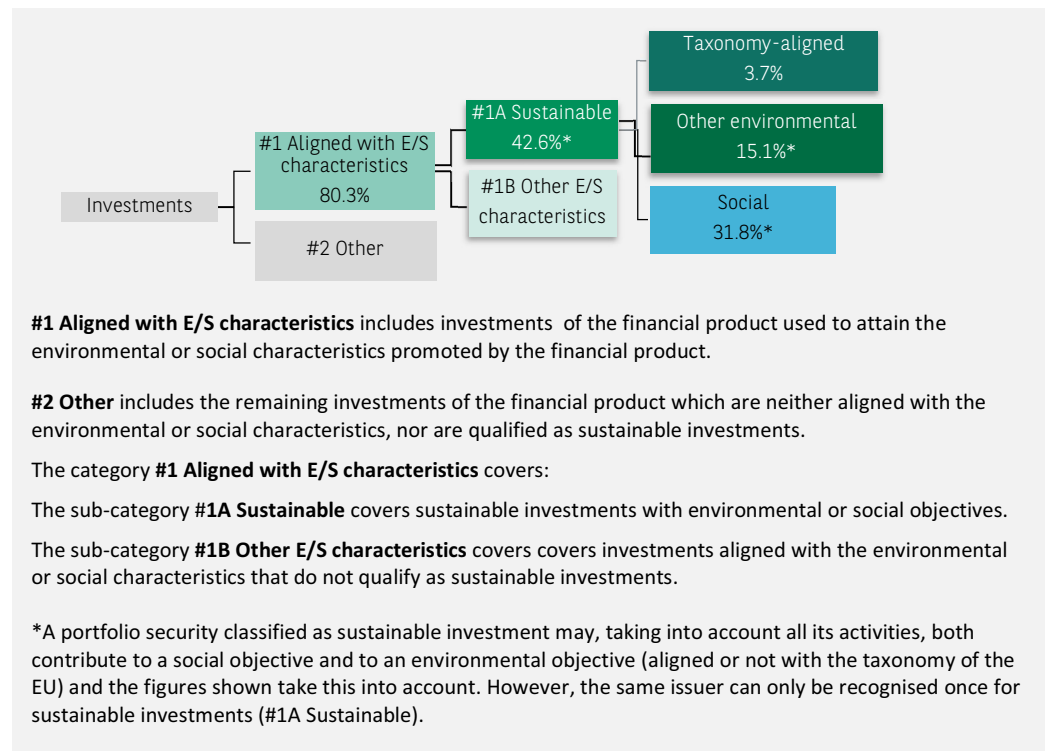 Taxonomy-aligned
3.7%
#1A Sustainable
42.6%*
Other environmental
15.1%*
#1 Aligned with E/S
characteristics
80.3%
#1B Other E/S
characteristics
Social
31.8%*
Investments
#2 Other
#1 Aligned with E/S characteristics includes investments of the financial product used to attain the
environmental or social characteristics promoted by the financial product.
#2 Other includes the remaining investments of the financial product which are neither aligned with the
environmental or social characteristics, nor are qualified as sustainable investments.
The category #1 Aligned with E/S characteristics covers:
The sub-category #1A Sustainable covers sustainable investments with environmental or social objectives.
The sub-category #1B Other E/S characteristics covers covers investments aligned with the environmental
or social characteristics that do not qualify as sustainable investments.
*A portfolio security classified as sustainable investment may, taking into account all its activities, both
contribute to a social objective and to an environmental objective (aligned or not with the taxonomy of the
EU) and the figures shown take this into account. However, the same issuer can only be recognised once for
sustainable investments (#1A Sustainable).